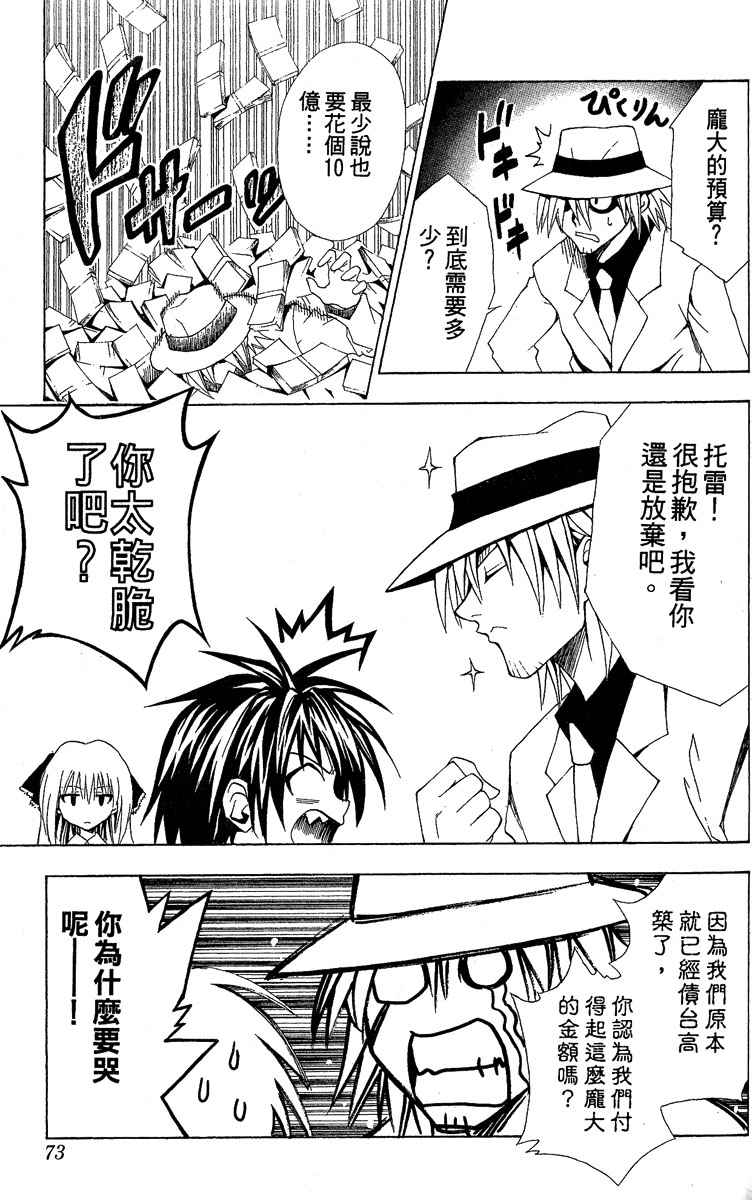 龐大的預算？
ぴくりん
ドキドキ
到底需要多
少？
最少說也
要花個10
億……
ドサーーッ
托雷！
很抱歉，我看你
還是放棄吧。
你太乾脆
了吧？
因為我們原本
就已經債台高
築了，
你認為我們付
得起這麼龐大
的金額嗎？
你為什麼要哭
呢——！
73